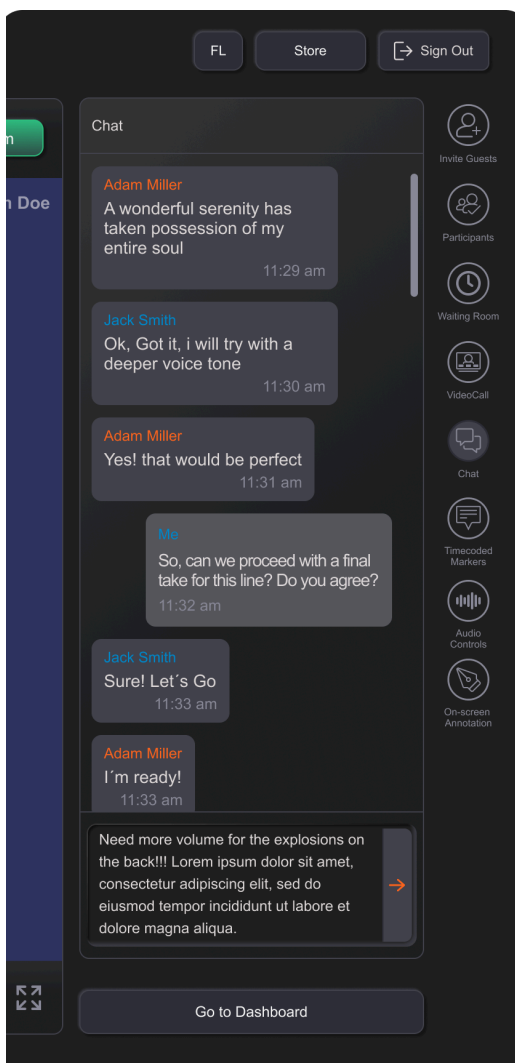 FL
Store
Sign Out
Chat
Doe
Adam Miller
A wonderful serenity has
taken possession of my
entire soul
11:29 am
Jack Smith
Ok, Got it, i will try with a
deeper voice tone
11:30 am
Adam Miller
Yes! that would be perfect
11:31 am
Me
So, can we proceed with a final
take for this line? Do you agree?
11:32 am
Jack Smith
Sure! Let´s Go
11:33 am
Adam Miller
I´m ready!
11:33 am
Need more volume for the explosions on
the back!!! Lorem ipsum dolor sit amet,
consectetur adipiscing elit, sed do
eiusmod tempor incididunt ut labore et
dolore magna aliqua.
Go to Dashboard
Invite Guests
Participants
Waiting Room
VideoCall
Chat
Timecoded
Markers
Audio
Controls
On-screen
Annotation